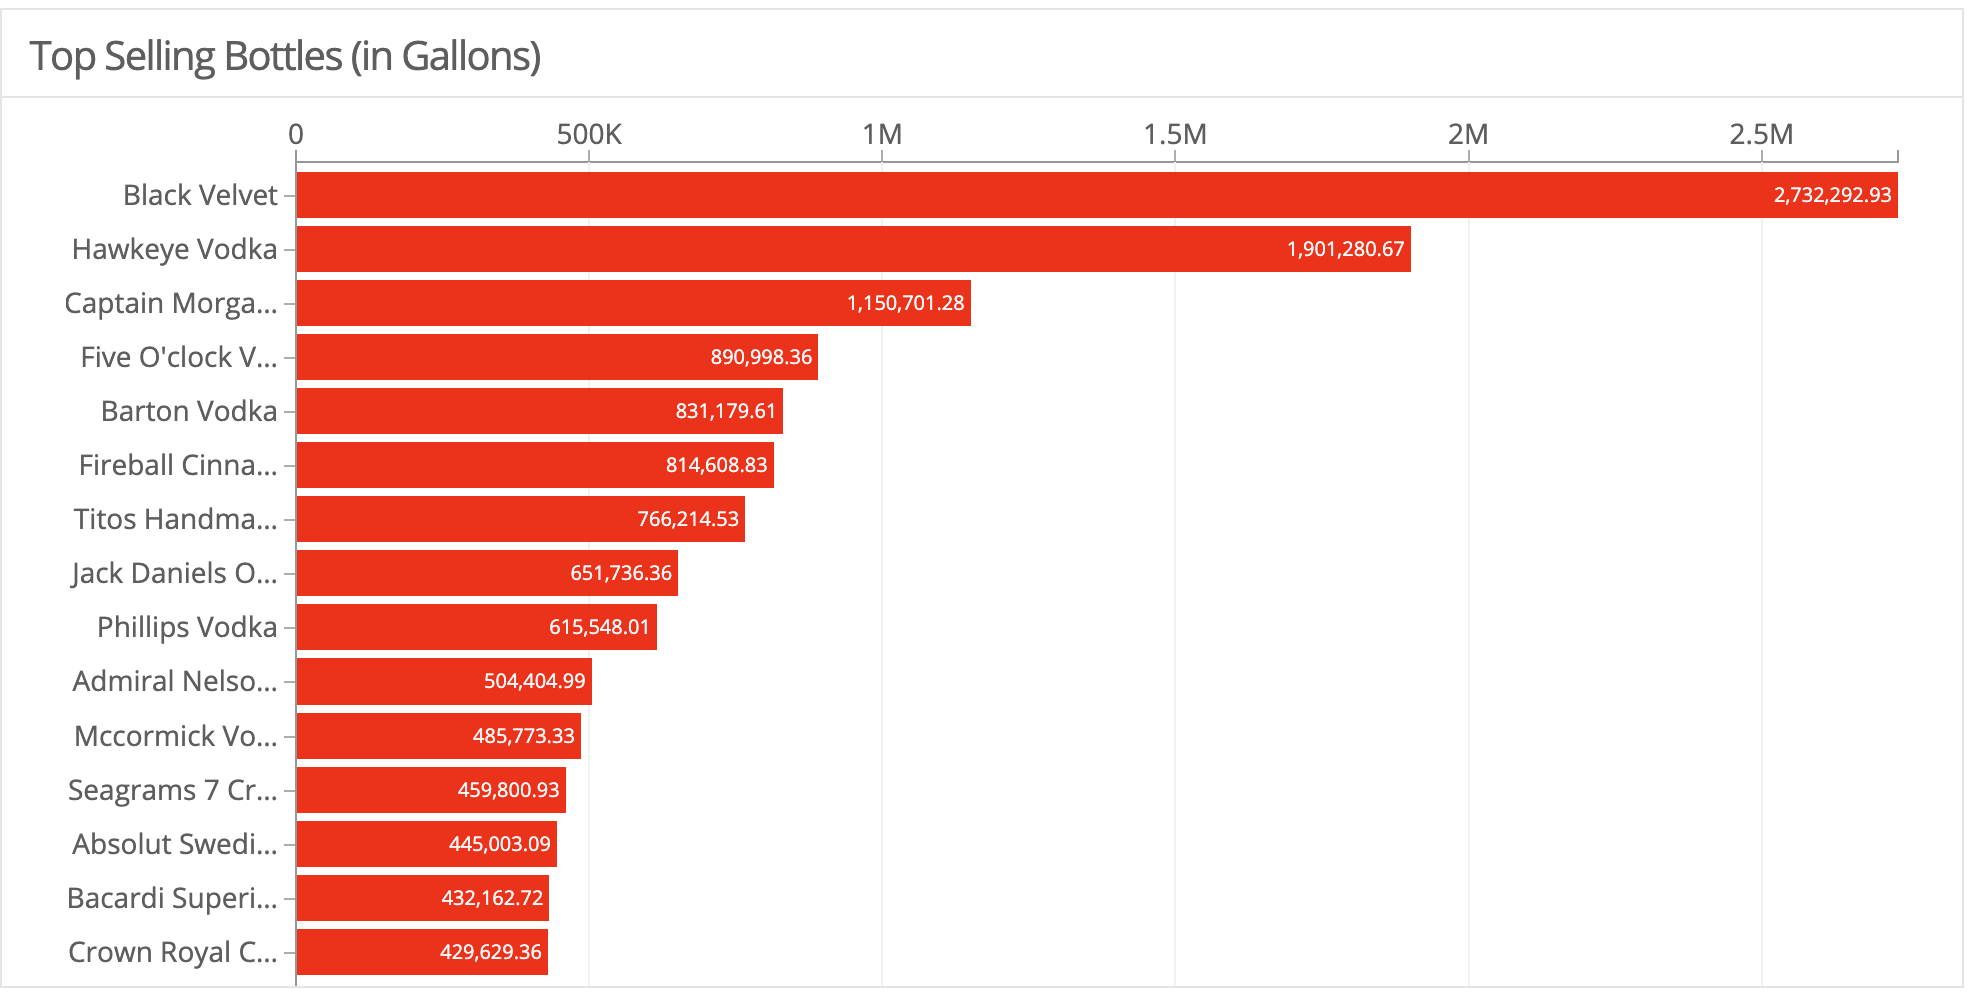 Top Selling Bottles (in Gallons)
0 500K 1M 1.5M 2M 2.5M
Black Velvet 2,732,292.93
Hawkeye Vodka 1,901,280.67
Captain Morga... 1,150,701.28
Five O'clock V... 890,998.36
Barton Vodka 831,179.61
Fireball Cinna... 814,608.83
Titos Handma... 766,214.53
Jack Daniels O... 651,736.36
Phillips Vodka 615,548.01
Admiral Nelso... 504,404.99
Mccormick Vo... 485,773.33
Seagrams 7 Cr... 459,800.93
Absolut Swedi... 445,003.09
Bacardi Superi... 432,162.72
Crown Royal C... 429,629.36